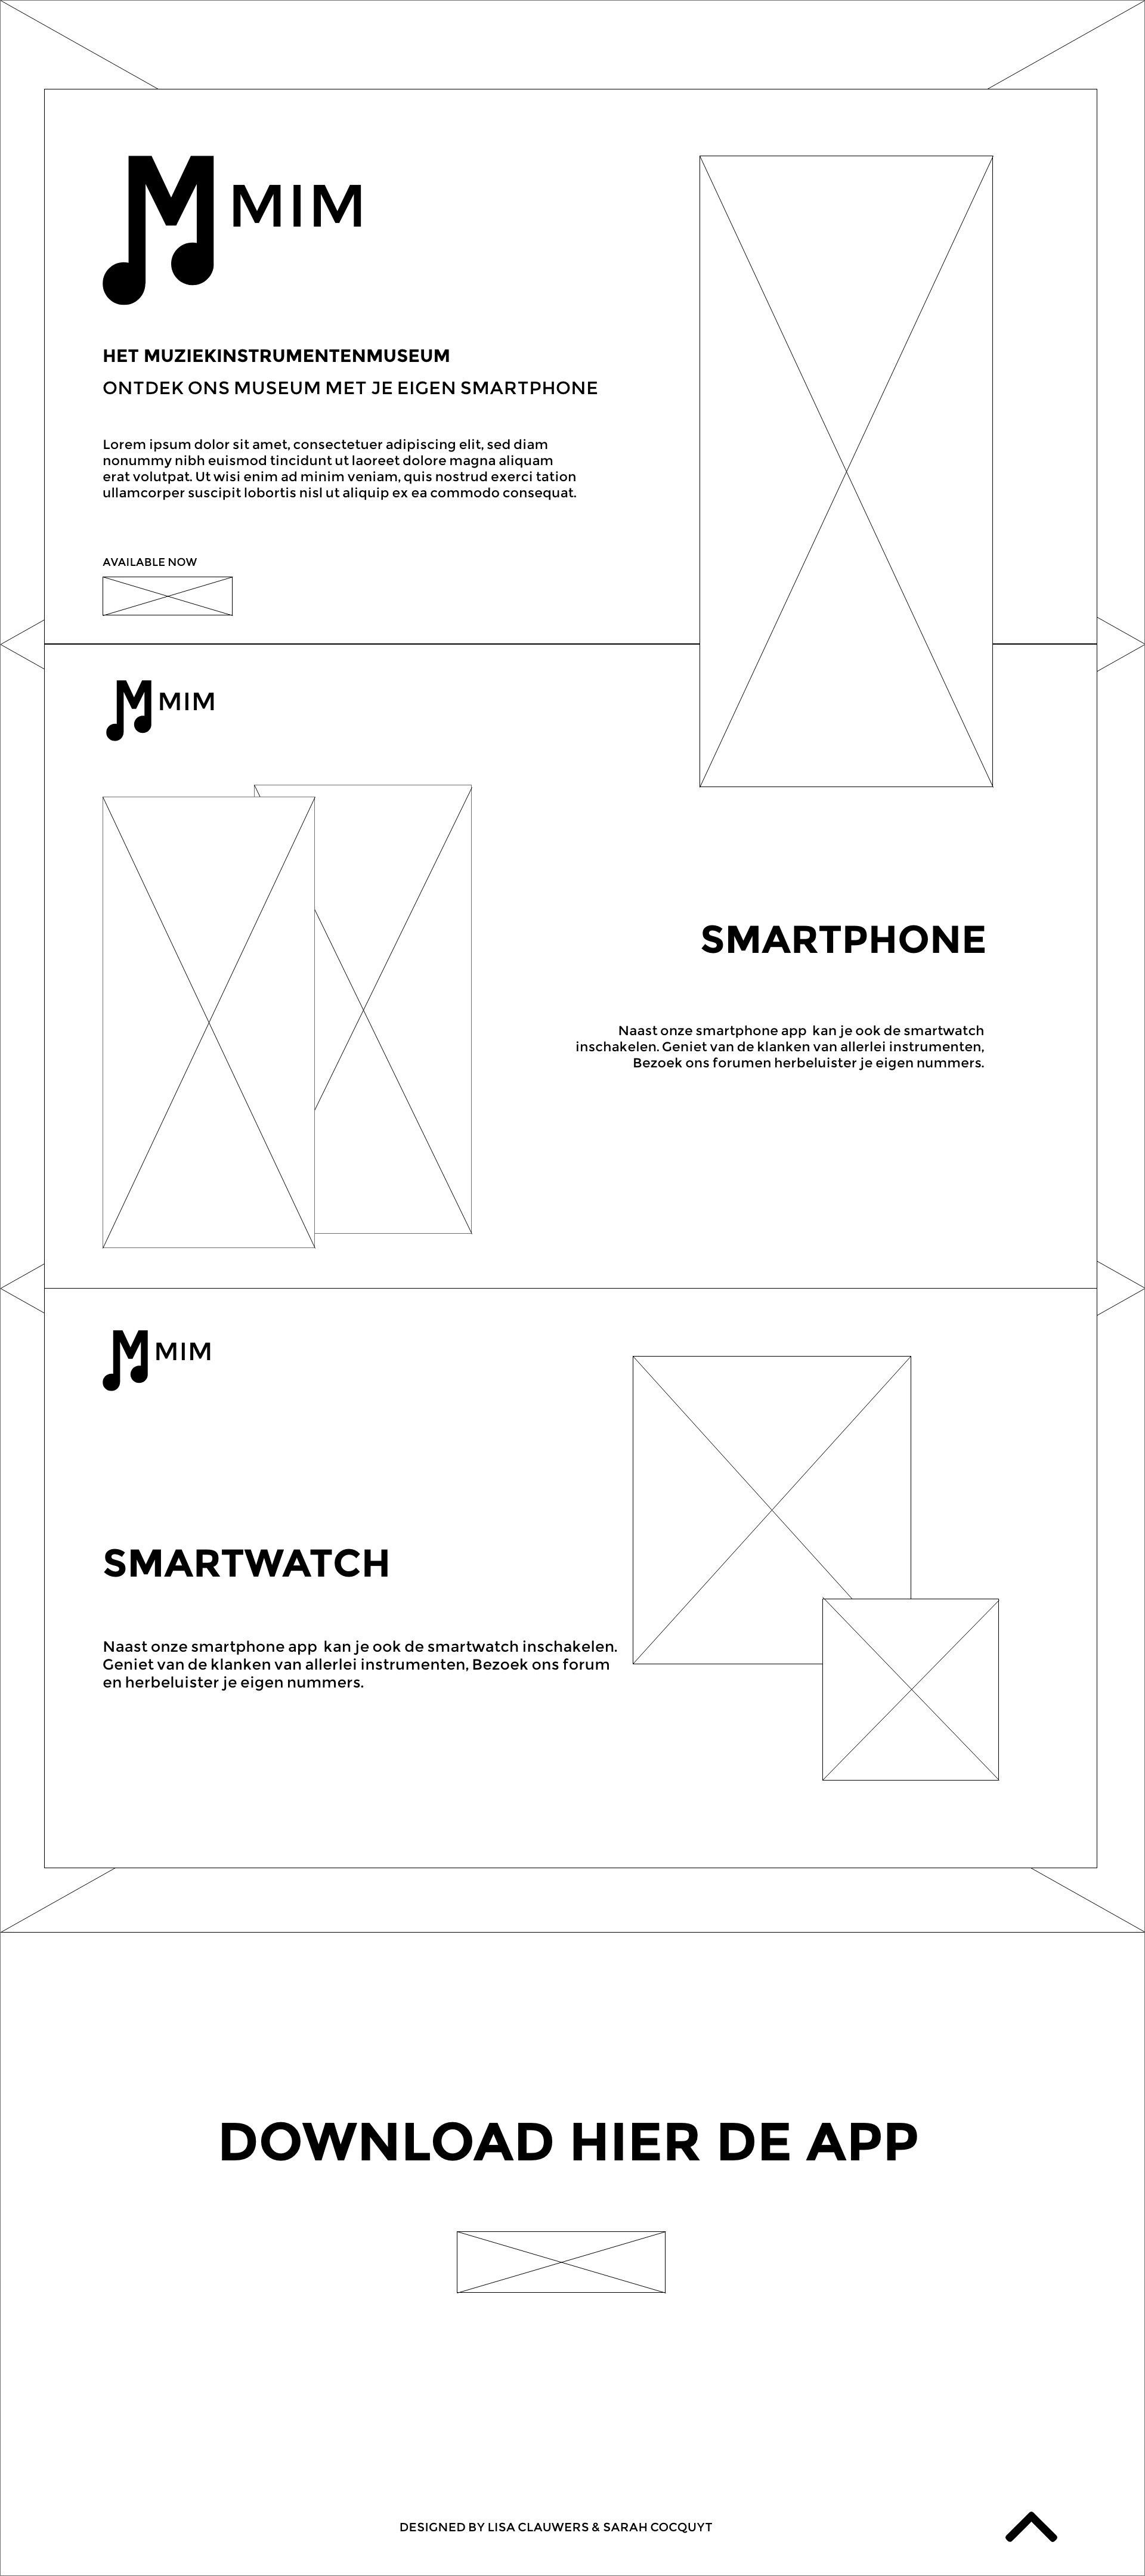 M MIM
HET MUZIEKINSTRUMENTENMUSEUM
ONTDEK ONS MUSEUM MET JE EIGEN SMARTPHONE
Lorem ipsum dolor sit amet, consectetuer adipiscing elit, sed diam
nonummy nibh euismod tincidunt ut laoreet dolore magna aliquam
erat volutpat. Ut wisi enim ad minim veniam, quis nostrud exerci tation
ullamcorper suscipit lobortis nisl ut aliquip ex ea commodo consequat.
AVAILABLE NOW
M MIM
SMARTPHONE
Naast onze smartphone app  kan je ook de smartwatch
inschakelen. Geniet van de klanken van allerlei instrumenten,
Bezoek ons forumen herbeluister je eigen nummers.
M MIM
SMARTWATCH
Naast onze smartphone app  kan je ook de smartwatch inschakelen.
Geniet van de klanken van allerlei instrumenten, Bezoek ons forum
en herbeluister je eigen nummers.
DOWNLOAD HIER DE APP
DESIGNED BY LISA CLAUWERS & SARAH COCQUYT